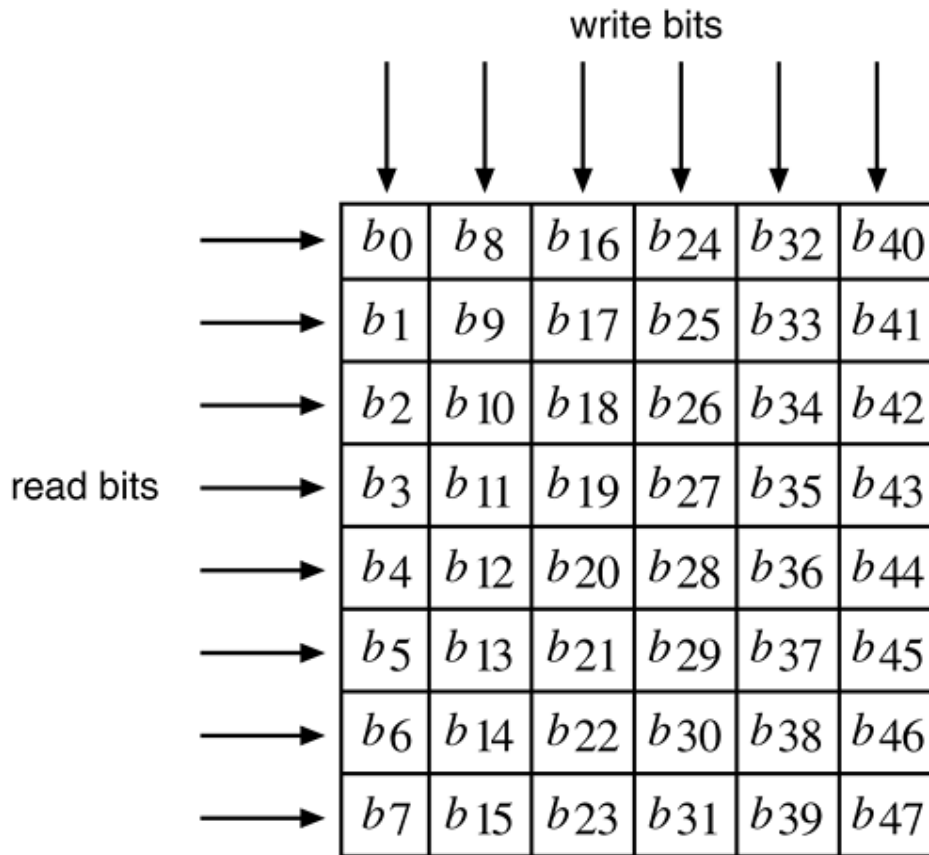 write bits
b0 b8 b16 b24 b32 b40
b1 b9 b17 b25 b33 b41
b2 b10 b18 b26 b34 b42
read bits b3 b11 b19 b27 b35 b43
b4 b12 b20 b28 b36 b44
b5 b13 b21 b29 b37 b45
b6 b14 b22 b30 b38 b46
b7 b15 b23 b31 b39 b47